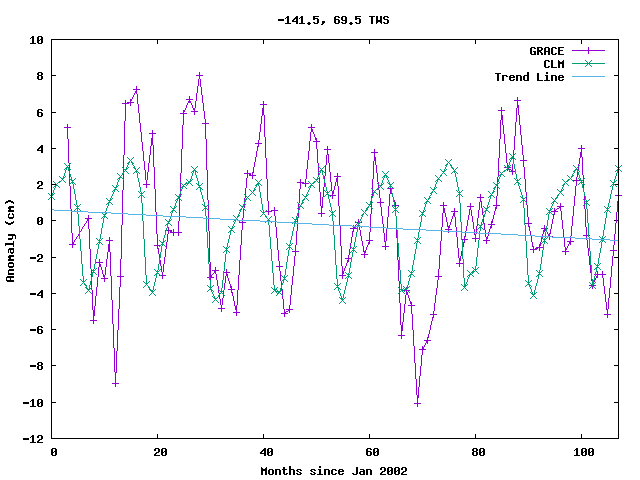 -141.5, 69.5 TWS
GRACE
CLM
Trend Line
10
8
6
4
2
0
-2
-4
-6
-8
-10
-12
Anomaly (cm)
0 20 40 60 80 100
Months since Jan 2002